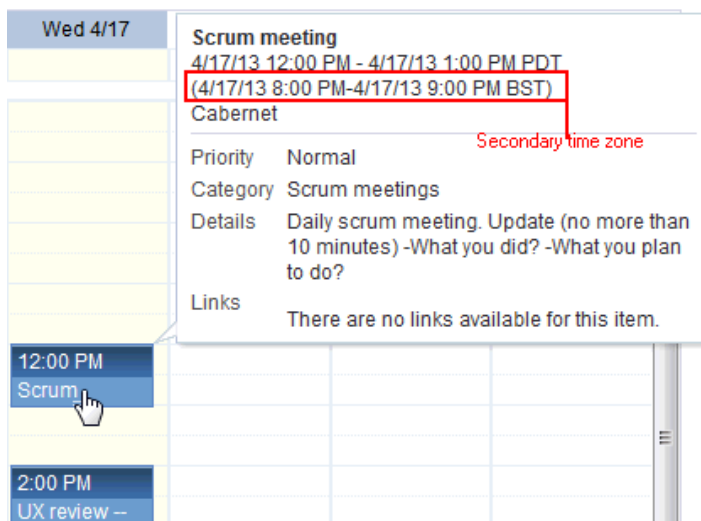 Wed 4/17
Scrum meeting
4/17/13 12:00 PM - 4/17/13 1:00 PM PDT
(4/17/13 8:00 PM-4/17/13 9:00 PM BST)
Cabernet
Secondary time zone
Priority Normal
Category Scrum meetings
Details Daily scrum meeting. Update (no more than
10 minutes) -What you did? -What you plan
to do?
Links
There are no links available for this item.
12:00 PM
Scrum
2:00 PM
UX review --